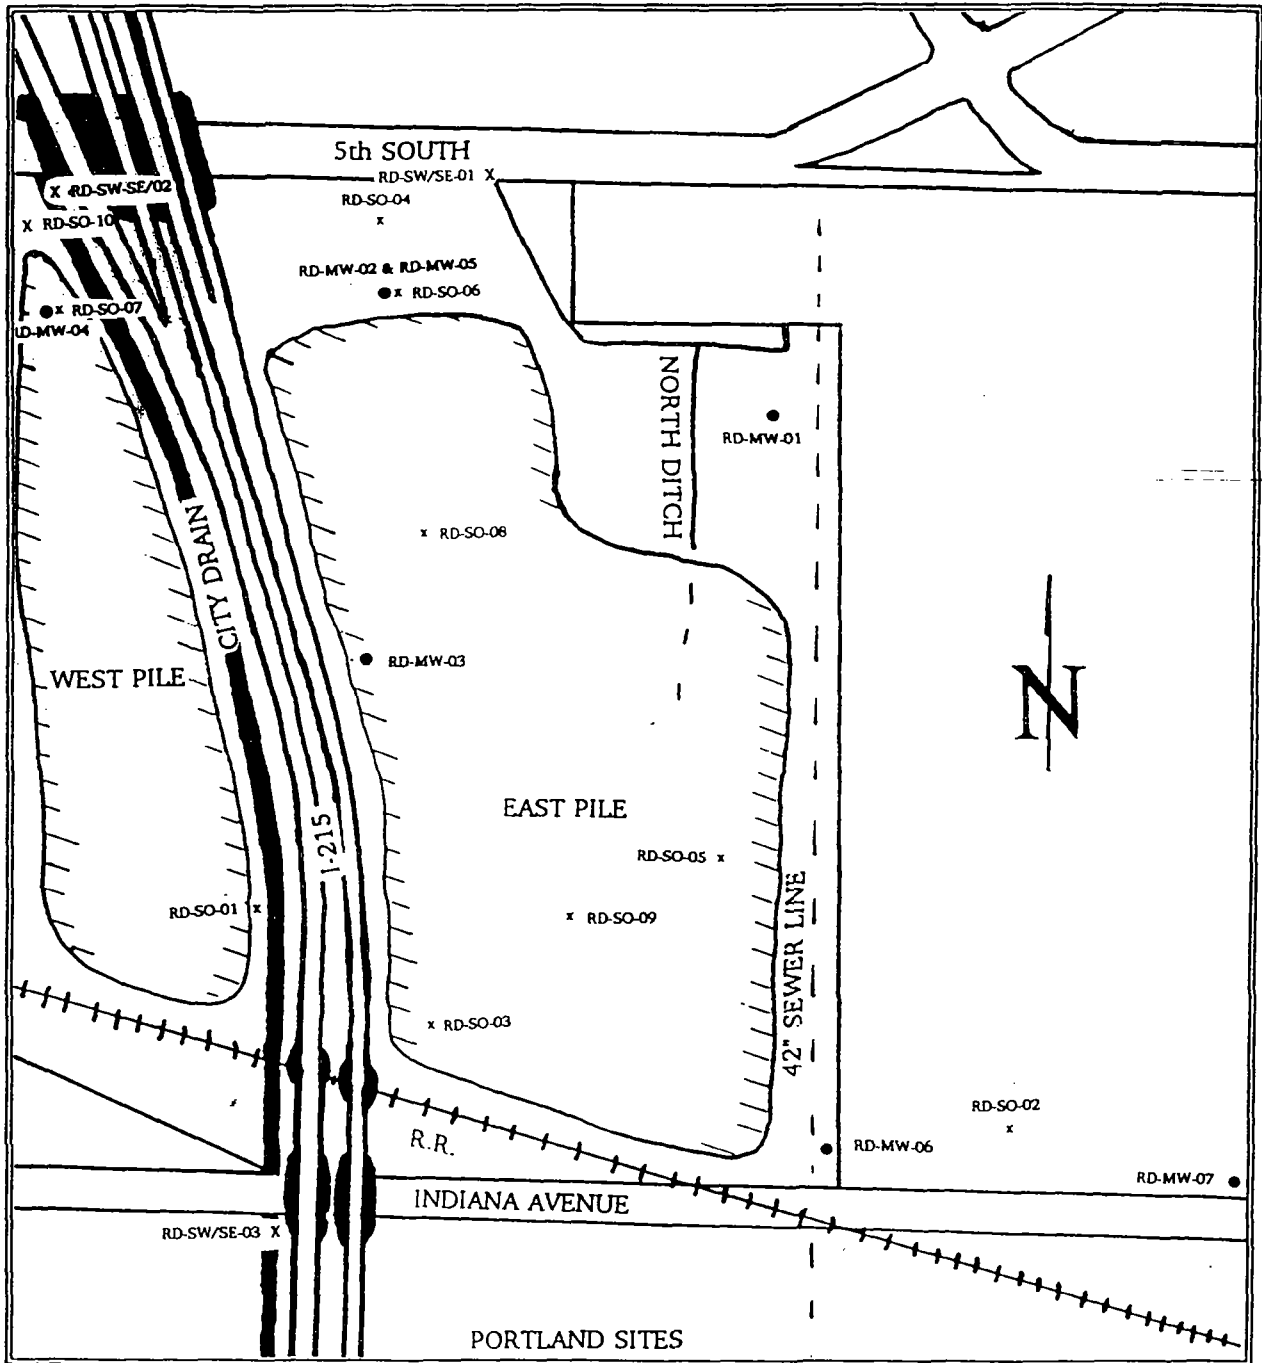 5th SOUTH
RD-SW/SE-01 X
X RD-SW-SE/02
RD-SO-04
x
X RD-SO-10
RD-MW-02 & RD-MW-05
x RD-SO-06
x RD-SO-07
D-MW-04
NORTH DITCH
RD-MW-01
CITY DRAIN
x RD-SO-08
RD-MW-03
WEST PILE
N
EAST PILE
I-215
RD-SO-05 x
42" SEWER LINE
RD-SO-01 x
x RD-SO-09
x RD-SO-03
RD-SO-02
x
R.R.
RD-MW-06
RD-MW-07
INDIANA AVENUE
RD-SW/SE-03 X
PORTLAND SITES